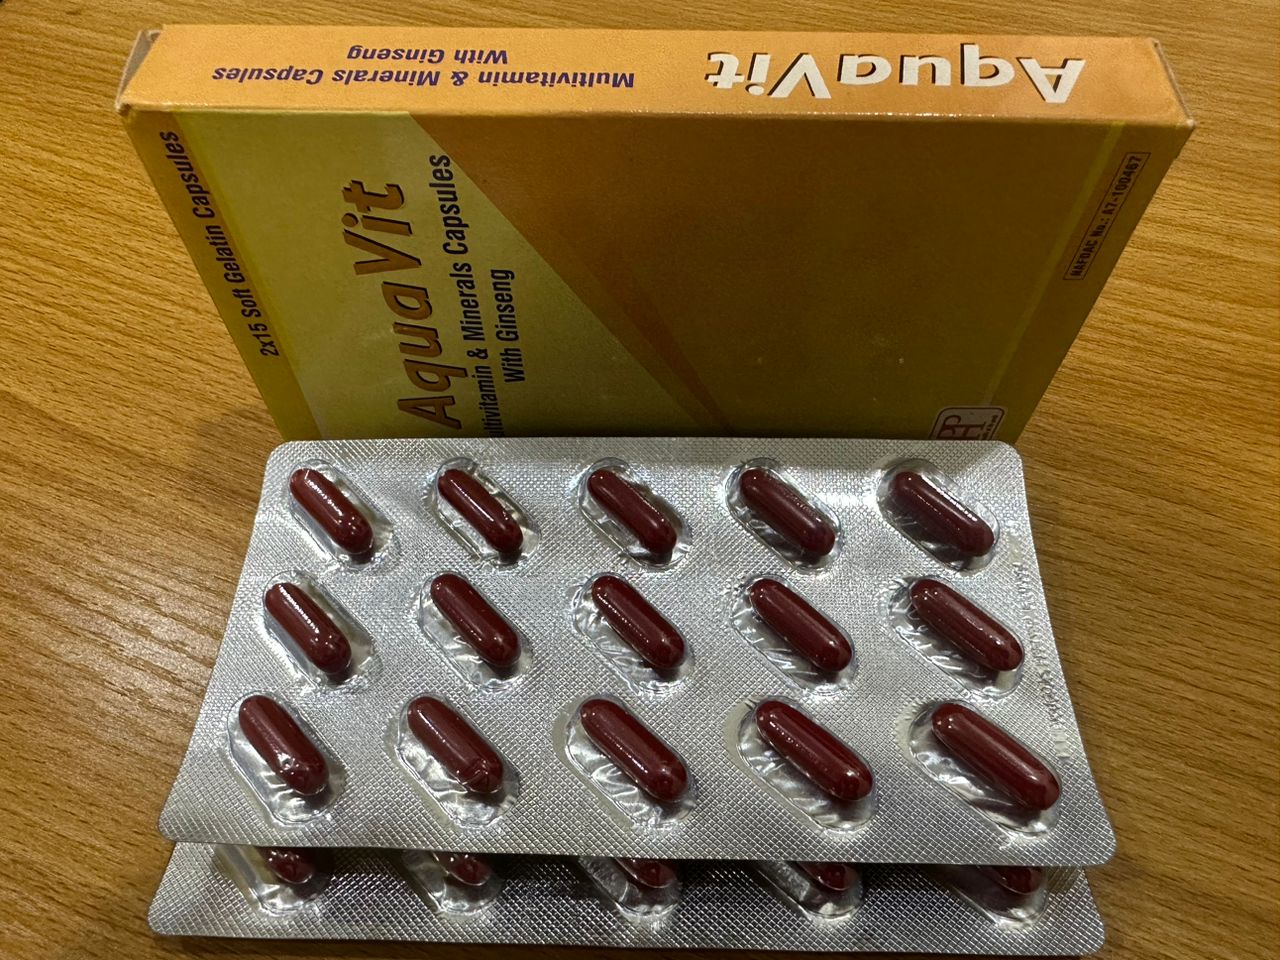 AquaVit
Multivitamin & Minerals Capsules
With Ginseng
2x15 Soft Gelatin Capsules
AquaVit
& Minerals Capsules
With Ginseng
NAFDAC No.: A7-100467